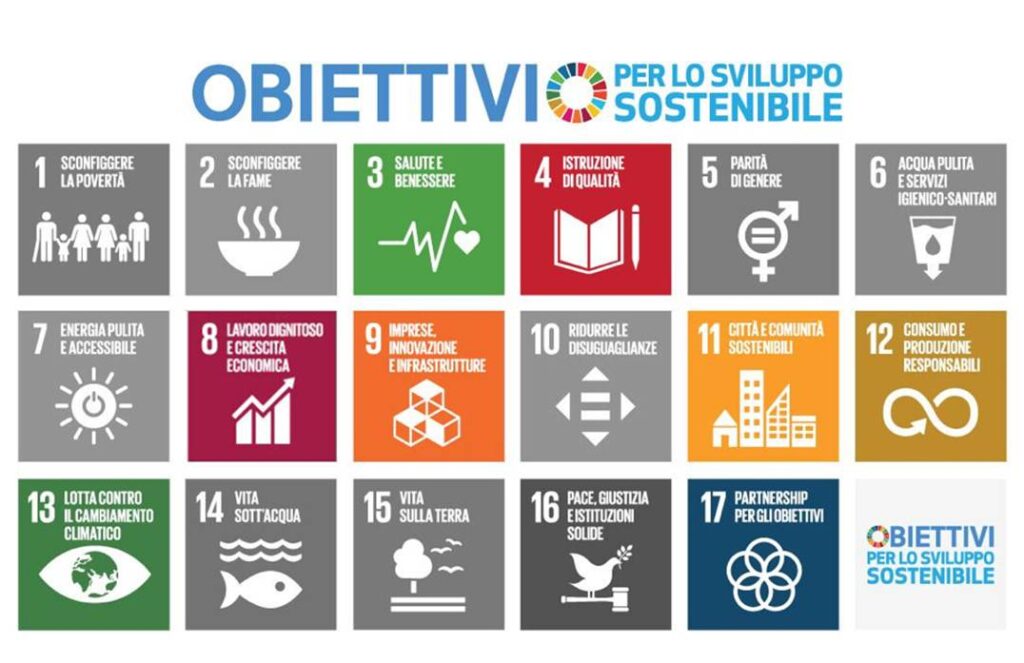 OBIETTIVI
PER LO SVILUPPO
SOSTENIBILE
1 SCONFIGGERE
LA POVERTÀ
2 SCONFIGGERE
LA FAME
3 SALUTE E
BENESSERE
4 ISTRUZIONE
DI QUALITÀ
5 PARITÀ
DI GENERE
6 ACQUA PULITA
E SERVIZI
IGIENICO-SANITARI
7 ENERGIA PULITA
E ACCESSIBILE
8 LAVORO DIGNITOSO
E CRESCITA
ECONOMICA
9 IMPRESE,
INNOVAZIONE
E INFRASTRUTTURE
10 RIDURRE LE
DISUGUAGLIANZE
11 CITTÀ E COMUNITÀ
SOSTENIBILI
12 CONSUMO E
PRODUZIONE
RESPONSABILI
13 LOTTA CONTRO
IL CAMBIAMENTO
CLIMATICO
14 VITA
SOTT'ACQUA
15 VITA
SULLA TERRA
16 PACE, GIUSTIZIA
E ISTITUZIONI
SOLIDE
17 PARTNERSHIP
PER GLI OBIETTIVI
OBIETTIVI
PER LO SVILUPPO
SOSTENIBILE